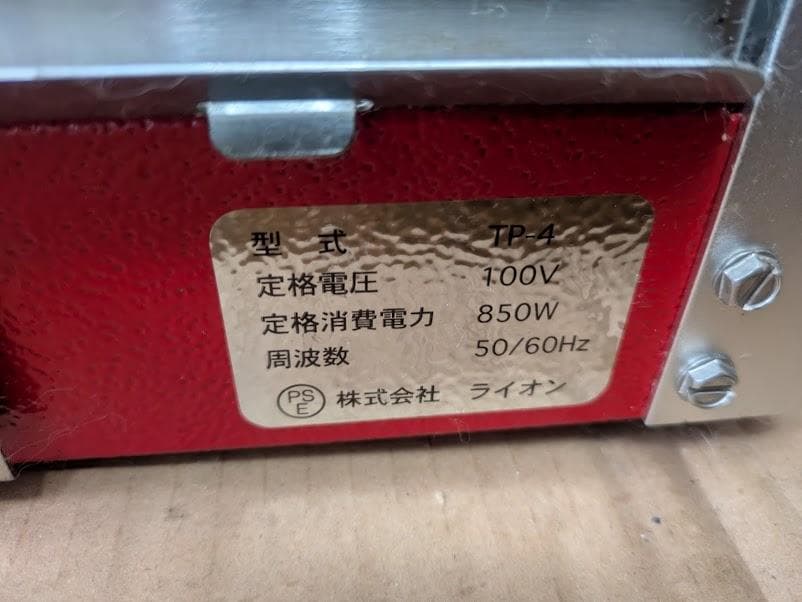 型 式 TP-4
定格電圧 100V
定格消費電力 850W
周波数 50/60Hz
PSE 株式会社 ライオン